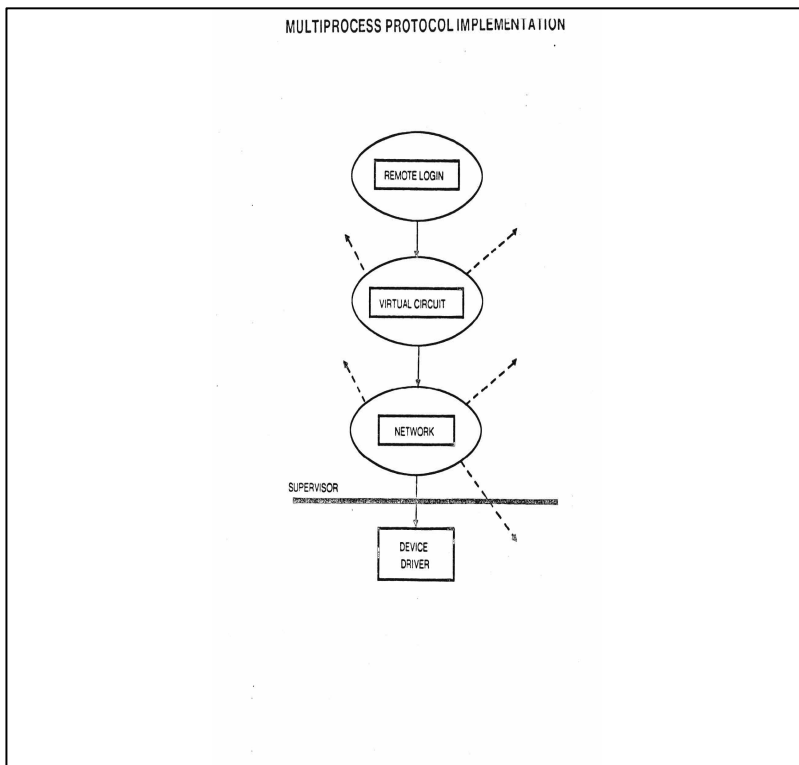 MULTIPROCESS PROTOCOL IMPLEMENTATION
REMOTE LOGIN
VIRTUAL CIRCUIT
NETWORK
SUPERVISOR
DEVICE
DRIVER